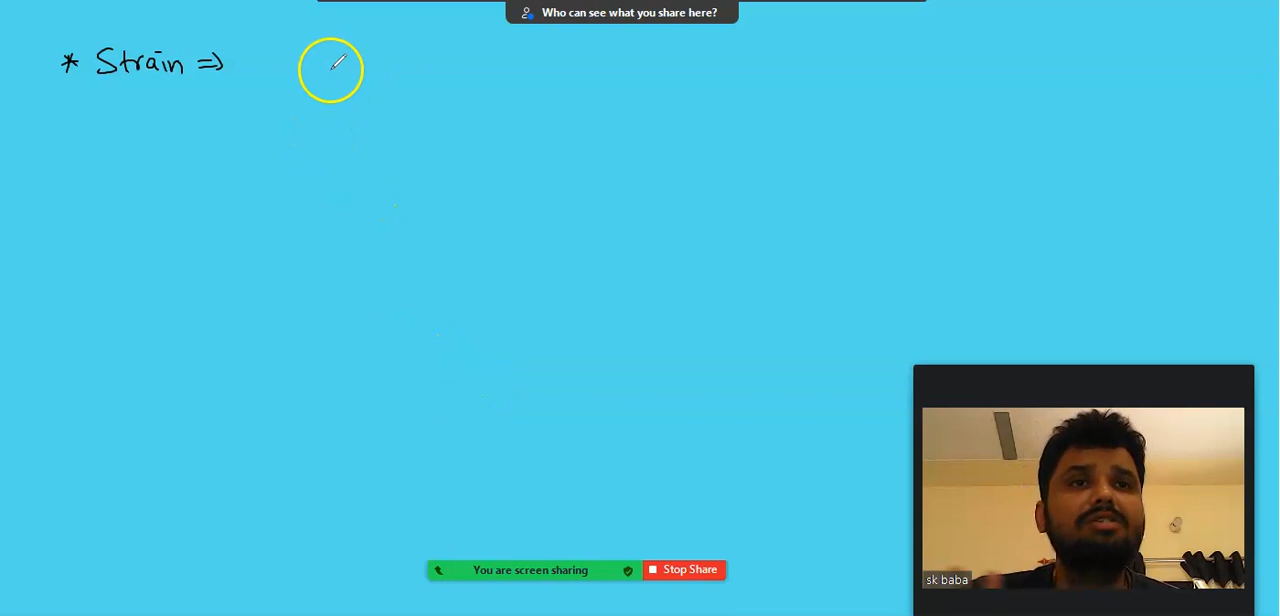 Who can see what you share here?
* Strain ⇒
sk baba
You are screen sharing
Stop Share